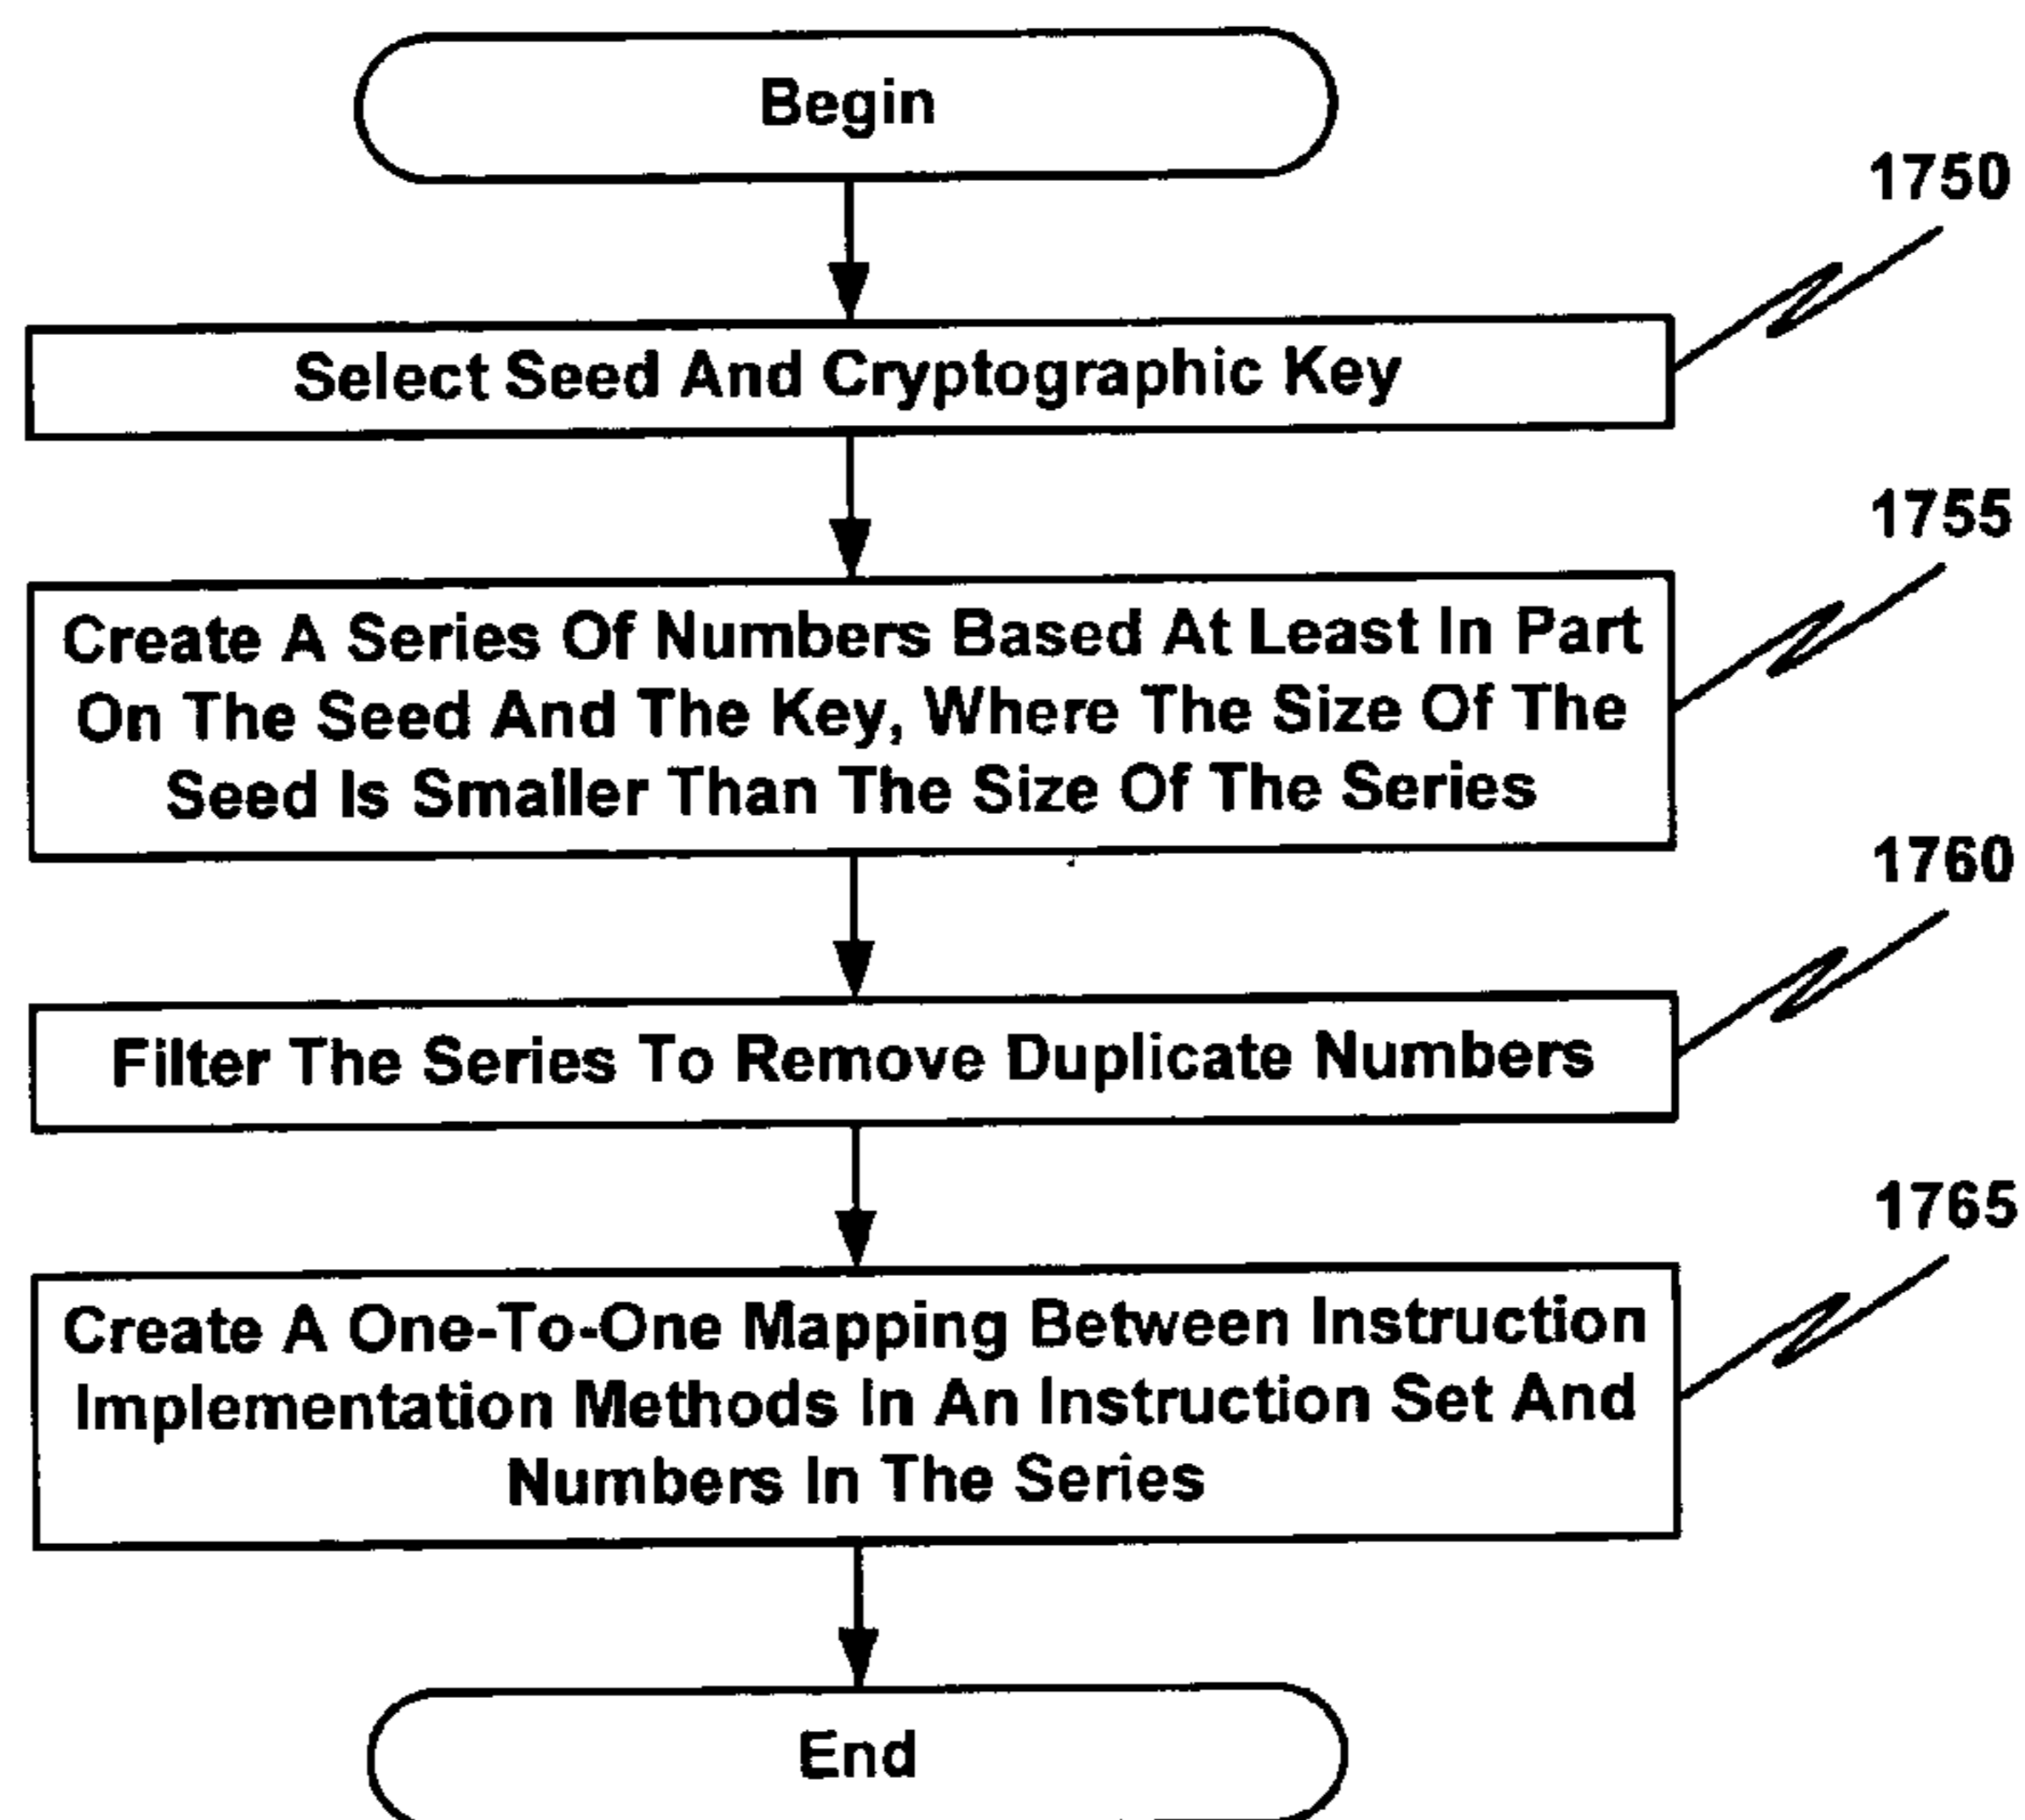 Begin
1750
Select Seed And Cryptographic Key
1755
Create A Series Of Numbers Based At Least In Part
On The Seed And The Key, Where The Size Of The
Seed Is Smaller Than The Size Of The Series
1760
Filter The Series To Remove Duplicate Numbers
1765
Create A One-To-One Mapping Between Instruction
Implementation Methods In An Instruction Set And
Numbers In The Series
End